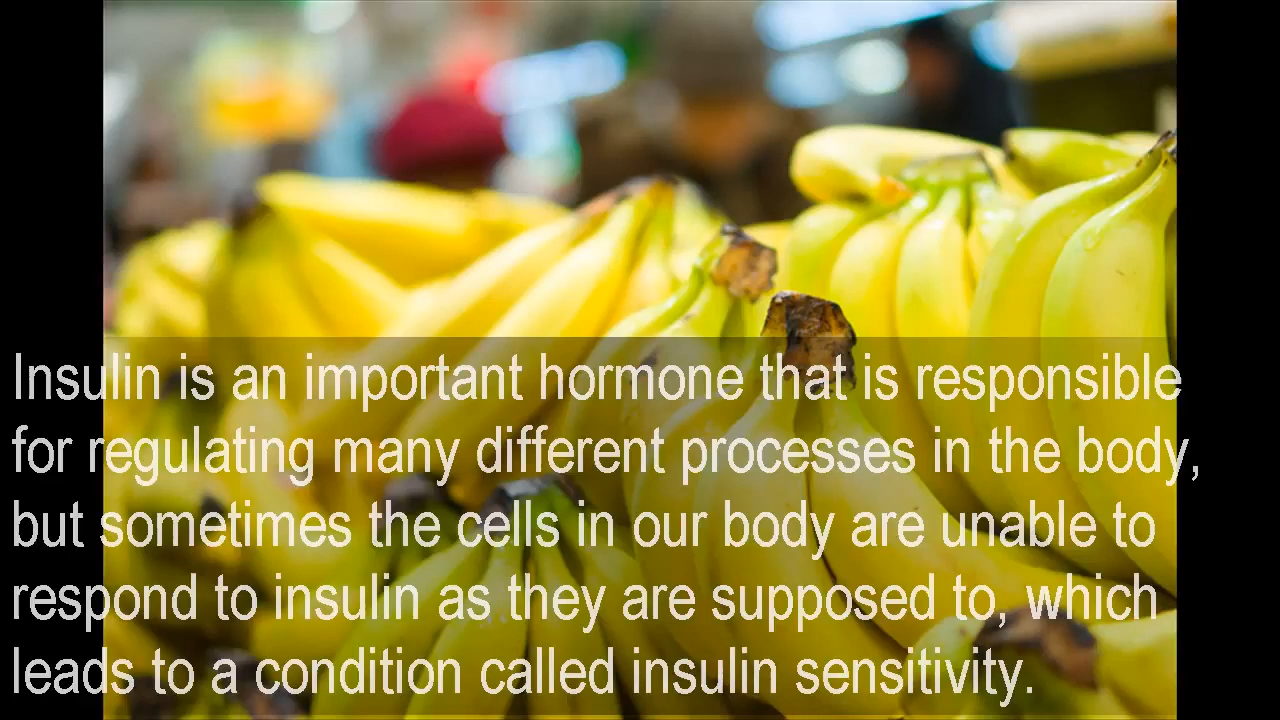 Insulin is an important hormone that is responsible
for regulating many different processes in the body,
but sometimes the cells in our body are unable to
respond to insulin as they are supposed to, which
leads to a condition called insulin sensitivity.